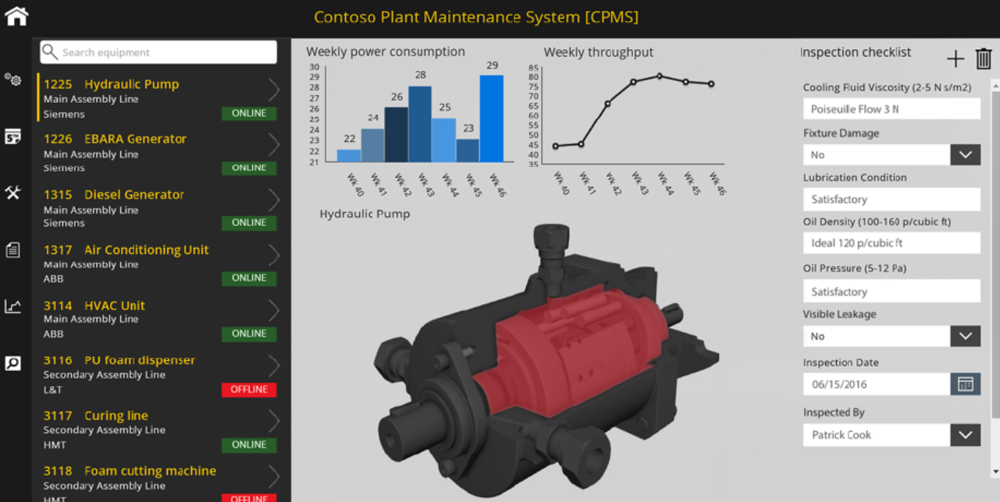 Contoso Plant Maintenance System [CPMS]
Search equipment
1225 Hydraulic Pump
Main Assembly Line
Siemens
ONLINE
1226 EBARA Generator
Main Assembly Line
Siemens
ONLINE
1315 Diesel Generator
Main Assembly Line
Siemens
ONLINE
1317 Air Conditioning Unit
Main Assembly Line
ABB
ONLINE
3114 HVAC Unit
Main Assembly Line
ABB
ONLINE
3116 PU foam dispenser
Secondary Assembly Line
L&T
OFFLINE
3117 Curing line
Secondary Assembly Line
HMT
ONLINE
3118 Foam cutting machine
Secondary Assembly Line
HMT
OFFLINE
Weekly power consumption
30
29
28
27
26
25
24
23
22
21
22
24
26
28
25
23
29
Wk 40
Wk 41
Wk 42
Wk 43
Wk 44
Wk 45
Wk 46
Weekly throughput
85
80
75
70
65
60
55
50
45
40
35
Wk 40
Wk 41
Wk 42
Wk 43
Wk 44
Wk 45
Wk 46
Hydraulic Pump
Inspection checklist
Cooling Fluid Viscosity (2-5 N s/m2)
Poiseuille Flow 3 N
Fixture Damage
No
Lubrication Condition
Satisfactory
Oil Density (100-160 p/cubic ft)
Ideal 120 p/cubic ft
Oil Pressure (5-12 Pa)
Satisfactory
Visible Leakage
No
Inspection Date
06/15/2016
Inspected By
Patrick Cook